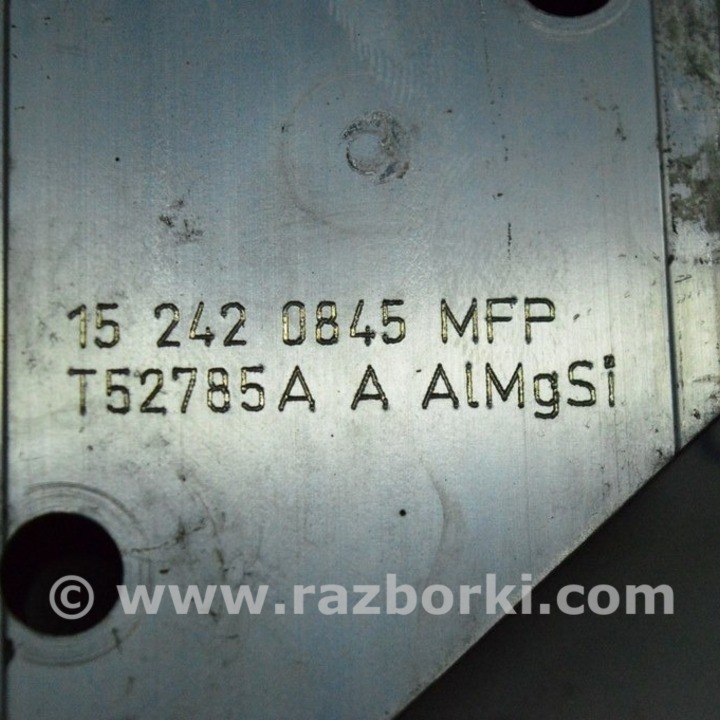 15 242 0845 MFP
T52785A A AlMgSi
© www.razborki.com